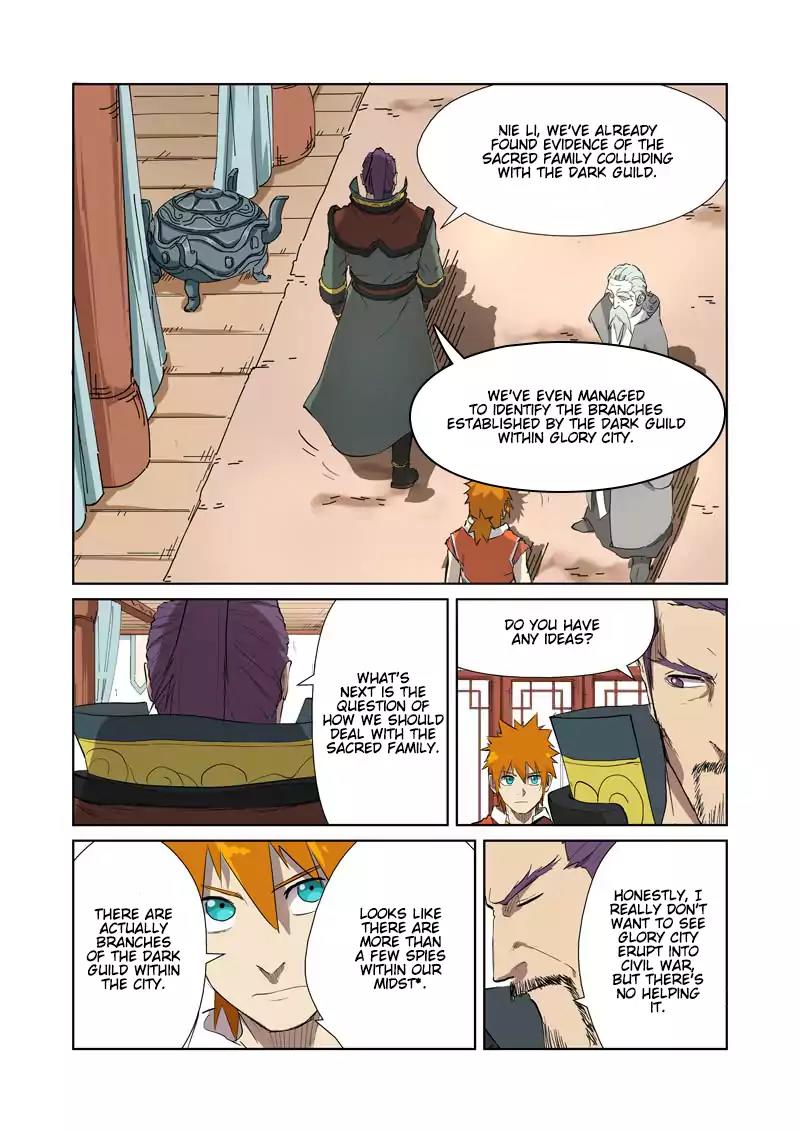 NIE LI, WE'VE ALREADY
FOUND EVIDENCE OF THE
SACRED FAMILY COLLUDING
WITH THE DARK GUILD.
WE'VE EVEN MANAGED
TO IDENTIFY THE BRANCHES
ESTABLISHED BY THE DARK GUILD
WITHIN GLORY CITY.
WHAT'S
NEXT IS THE
QUESTION OF
HOW WE SHOULD
DEAL WITH THE
SACRED FAMILY.
DO YOU HAVE
ANY IDEAS?
THERE ARE
ACTUALLY
BRANCHES
OF THE DARK
GUILD WITHIN
THE CITY.
LOOKS LIKE
THERE ARE
MORE THAN
A FEW SPIES
WITHIN OUR
MIDST*.
HONESTLY, I
REALLY DON'T
WANT TO SEE
GLORY CITY
ERUPT INTO
CIVIL WAR,
BUT THERE'S
NO HELPING
IT.